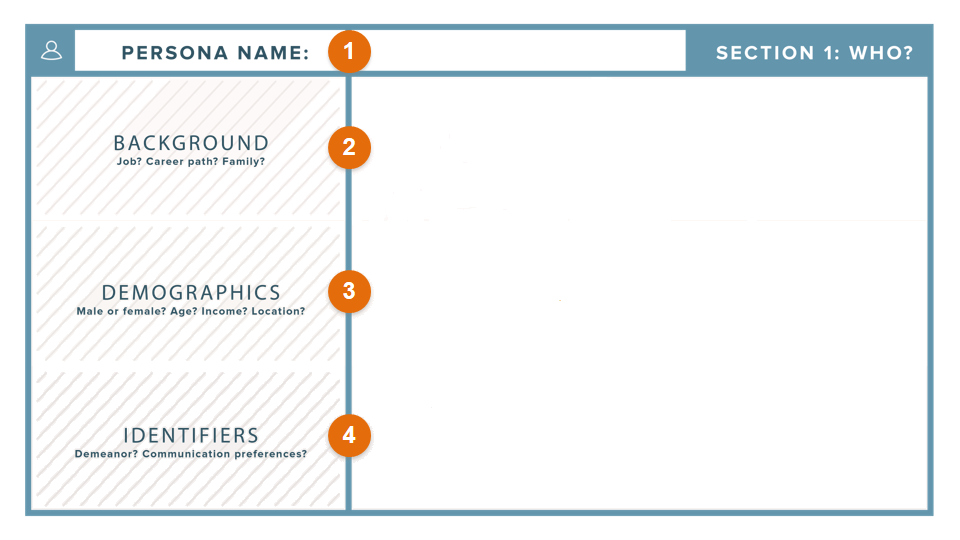 PERSONA NAME:
1
SECTION 1: WHO?
BACKGROUND
Job? Career path? Family?
2
DEMOGRAPHICS
Male or female? Age? Income? Location?
3
IDENTIFIERS
Demeanor? Communication preferences?
4